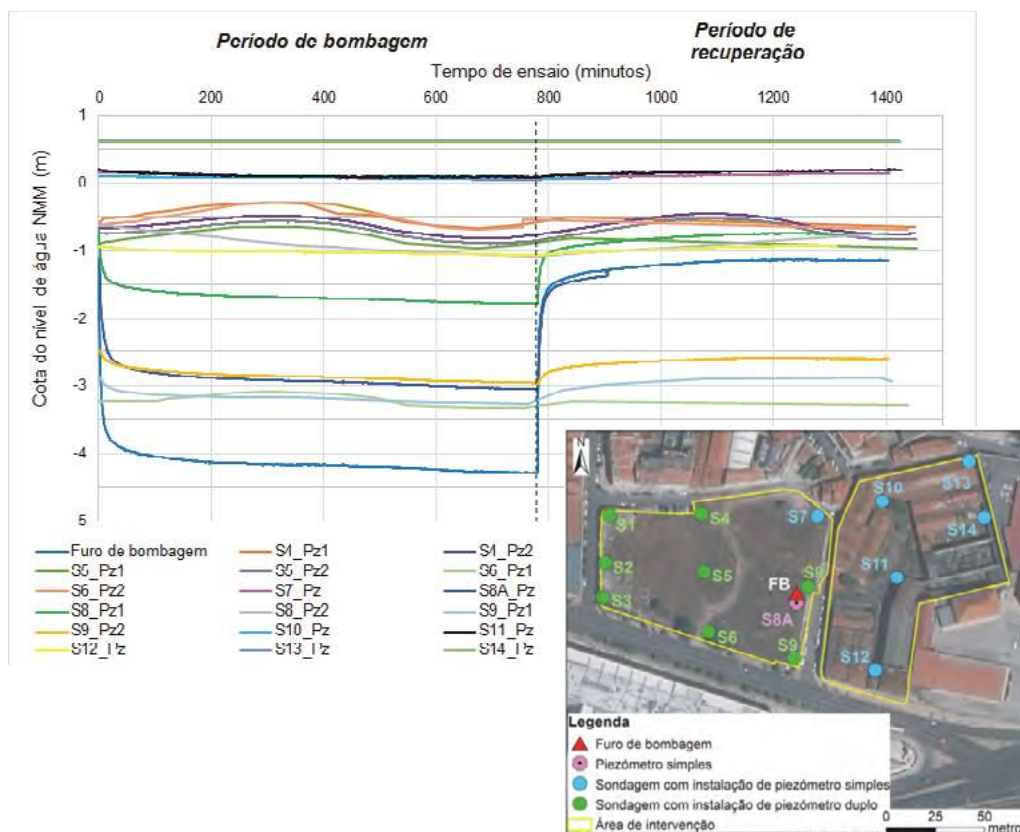 Período de bombagem
Período de
recuperação
Tempo de ensaio (minutos)
0 200 400 600 800 1000 1200 1400
Cota do nível de água NMM (m)
1
0
-1
-2
-3
-4
5
Furo de bombagem S4_Pz1 S4_Pz2
S5_Pz1 S5_Pz2 S6_Pz1
S6_Pz2 S7_Pz S8A_Pz
S8_Pz1 S8_Pz2 S9_Pz1
S9_Pz2 S10_Pz S11_Pz
S12_Pz S13_Pz S14_Pz
N
S13
S10
S1 S4 S7 S14
S2 S5 S11
FB S9
S3 S8A
S6 S9 S12
Legenda
Furo de bombagem
Piezómetro simples
Sondagem com instalação de piezómetro simples
Sondagem com instalação de piezómetro duplo
Área de intervenção
0 25 50
metro